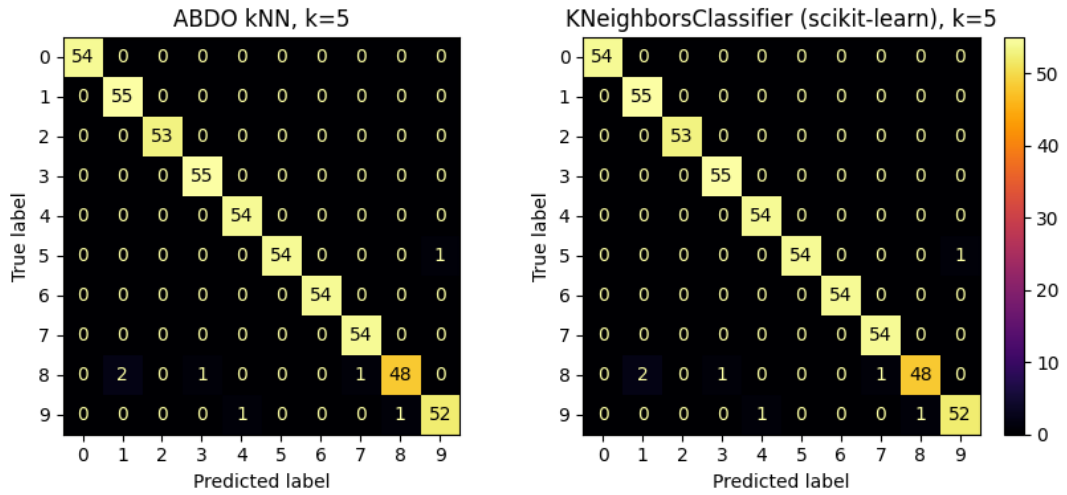 ABDO kNN, k=5
0 54 0 0 0 0 0 0 0 0 0
1 0 55 0 0 0 0 0 0 0 0
2 0 0 53 0 0 0 0 0 0 0
3 0 0 0 55 0 0 0 0 0 0
4 0 0 0 0 54 0 0 0 0 0
5 0 0 0 0 0 54 0 0 0 1
6 0 0 0 0 0 0 54 0 0 0
7 0 0 0 0 0 0 0 54 0 0
8 0 2 0 1 0 0 0 1 48 0
9 0 0 0 0 1 0 0 0 1 52
0 1 2 3 4 5 6 7 8 9
True label
Predicted label
KNeighborsClassifier (scikit-learn), k=5
0 54 0 0 0 0 0 0 0 0 0
1 0 55 0 0 0 0 0 0 0 0
2 0 0 53 0 0 0 0 0 0 0
3 0 0 0 55 0 0 0 0 0 0
4 0 0 0 0 54 0 0 0 0 0
5 0 0 0 0 0 54 0 0 0 1
6 0 0 0 0 0 0 54 0 0 0
7 0 0 0 0 0 0 0 54 0 0
8 0 2 0 1 0 0 0 1 48 0
9 0 0 0 0 1 0 0 0 1 52
0 1 2 3 4 5 6 7 8 9
True label
Predicted label
50
40
30
20
10
0